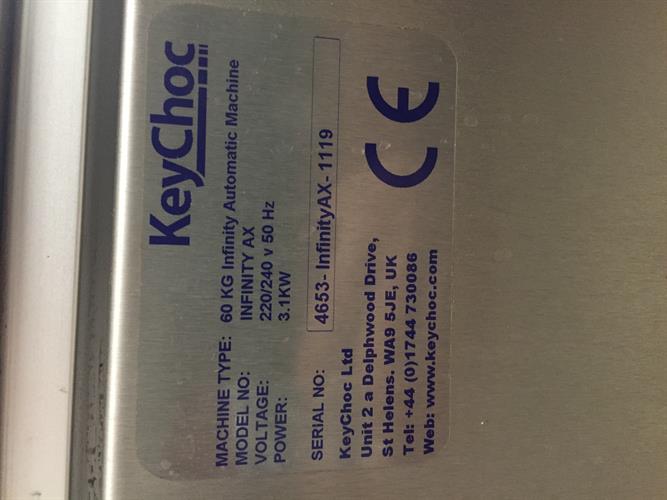 KeyChoc
MACHINE TYPE: 60 KG Infinity Automatic Machine
MODEL NO: INFINITY AX
VOLTAGE: 220/240 v 50 Hz
POWER: 3.1KW
SERIAL NO: 4653- InfinityAX- 1119
KeyChoc Ltd
Unit 2 a Delphwood Drive,
St Helens. WA9 5JE, UK
Tel: +44 (0)1744 730086
Web: www.keychoc.com
CE